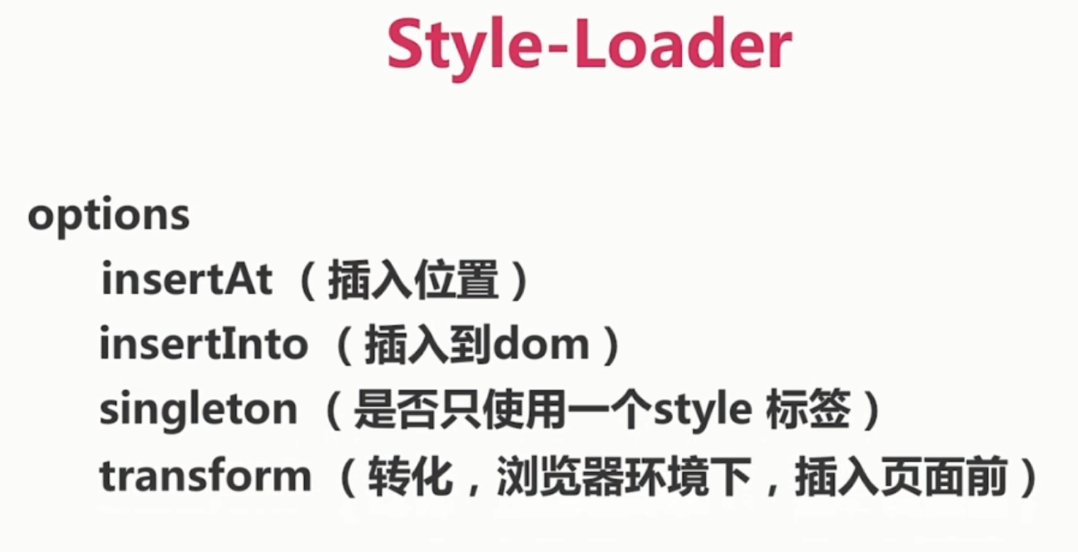 Style-Loader
options
insertAt（插入位置）
insertInto（插入到dom）
singleton（是否只使用一个style 标签）
transform（转化，浏览器环境下，插入页面前）